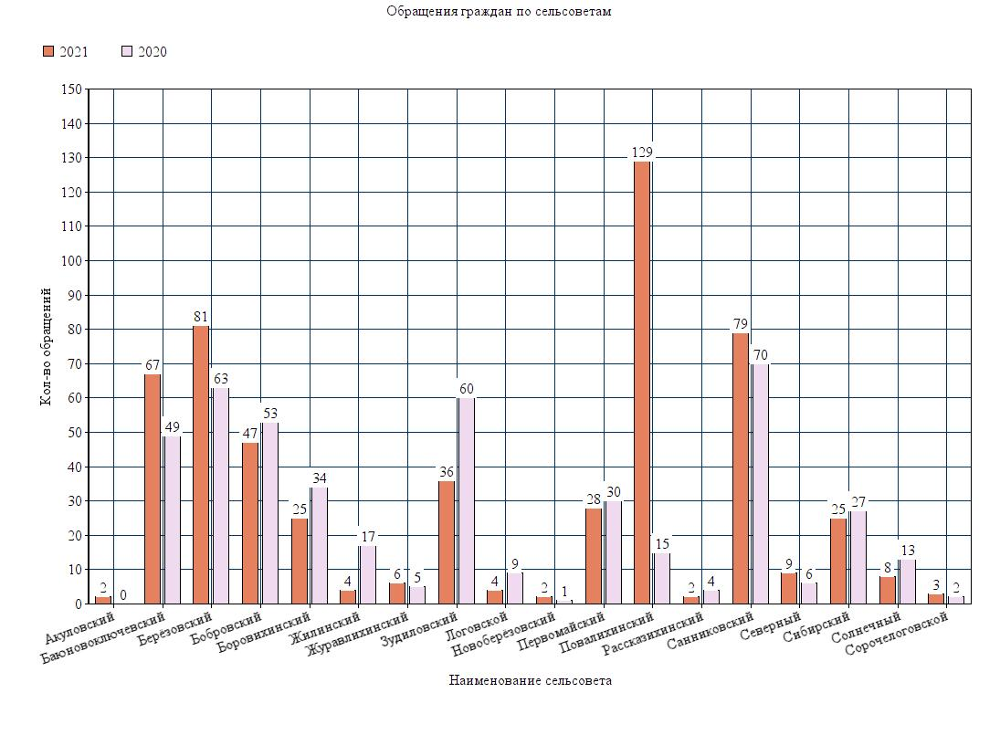 Обращения граждан по сельсоветам
2021 2020
150
140
130
120
110
100
90
80
70
60
50
40
30
20
10
0
Кол-во обращений
2 0
67 49
81 63
47 53
25 34
4 17
6 5
36 60
4 9
2 1
28 30
129 15
2 4
79 70
9 6
25 27
8 13
3 2
Акуловский
Баюновоключевский
Берёзовский
Бобровский
Боровихинский
Жилинский
Журавлихинский
Зудиловский
Логовской
Новоберёзовский
Первомайский
Повалихинский
Рассказихинский
Санниковский
Северный
Сибирский
Солнечный
Сорочелоговской
Наименование сельсовета